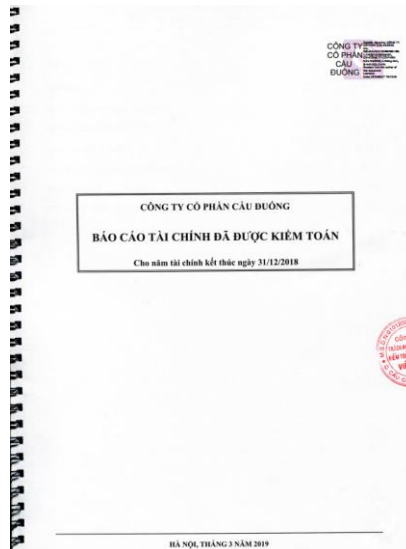 CÔNG TY
CỔ PHẦN
CẦU
ĐUỐNG
CÔNG TY CỔ PHẦN CẦU ĐUỐNG
BÁO CÁO TÀI CHÍNH ĐÃ ĐƯỢC KIỂM TOÁN
Cho năm tài chính kết thúc ngày 31/12/2018
HÀ NỘI, THÁNG 3 NĂM 2019